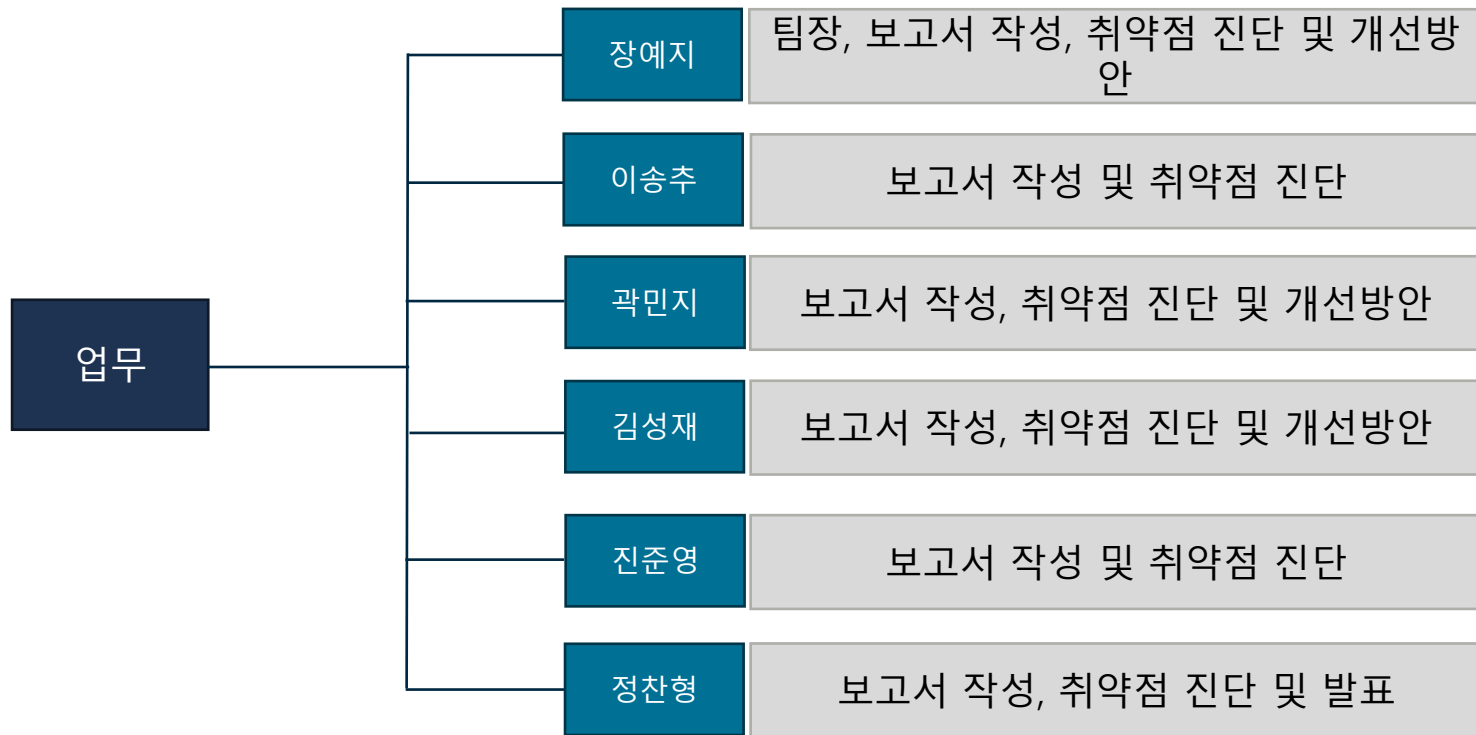 장예지
팀장, 보고서 작성, 취약점 진단 및 개선방
안
이송추
보고서 작성 및 취약점 진단
곽민지
보고서 작성, 취약점 진단 및 개선방안
업무
김성재
보고서 작성, 취약점 진단 및 개선방안
진준영
보고서 작성 및 취약점 진단
정찬형
보고서 작성, 취약점 진단 및 발표